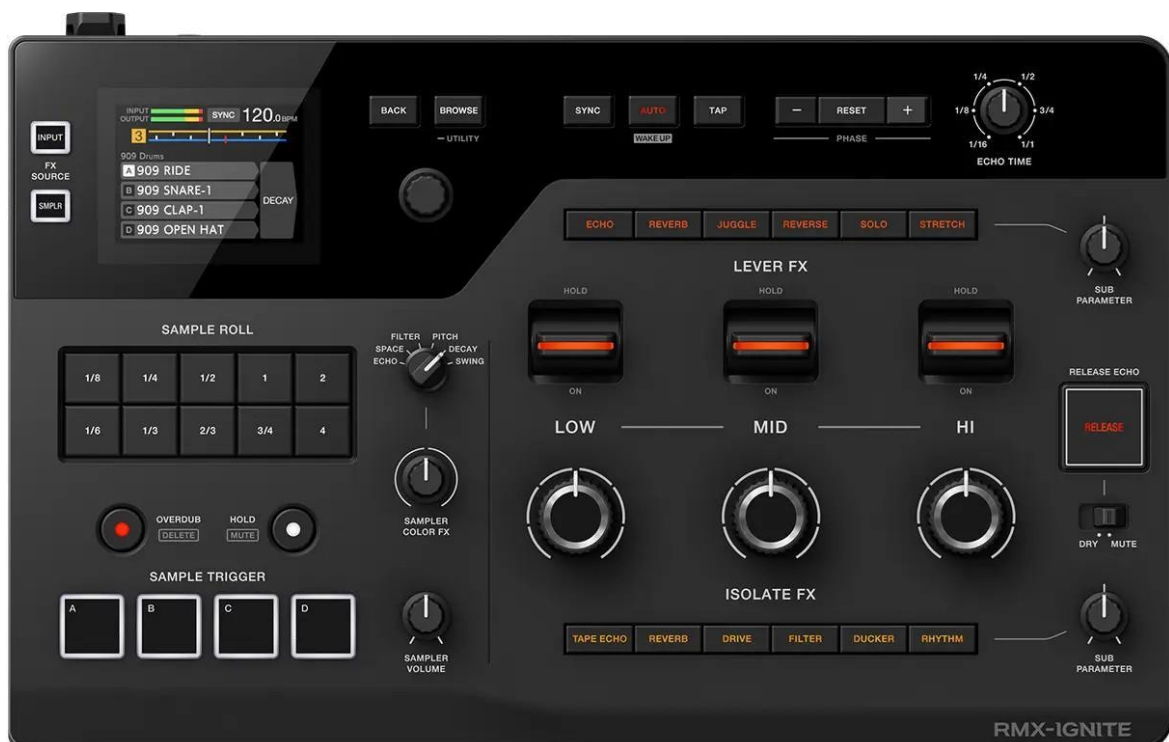 INPUT
FX
SOURCE
SMPLR
INPUT
OUTPUT
SYNC 120.0 BPM
3
909 Drums
A 909 RIDE
B 909 SNARE-1
C 909 CLAP-1
D 909 OPEN HAT
DECAY
BACK
BROWSE
UTILITY
SYNC
AUTO
TAP
WAKE UP
− RESET +
PHASE
1/4 1/2
1/8 3/4
1/16 1/1
ECHO TIME
ECHO REVERB JUGGLE REVERSE SOLO STRETCH
LEVER FX
SUB
PARAMETER
HOLD HOLD HOLD
ON ON ON
LOW MID HI
SAMPLE ROLL
1/8 1/4 1/2 1 2
1/6 1/3 2/3 3/4 4
FILTER PITCH
SPACE DECAY
ECHO SWING
SAMPLER
COLOR FX
OVERDUB HOLD
DELETE MUTE
SAMPLE TRIGGER
A B C D
SAMPLER
VOLUME
RELEASE ECHO
RELEASE
DRY MUTE
ISOLATE FX
TAPE ECHO REVERB DRIVE FILTER DUCKER RHYTHM
SUB
PARAMETER
RMX-IGNITE